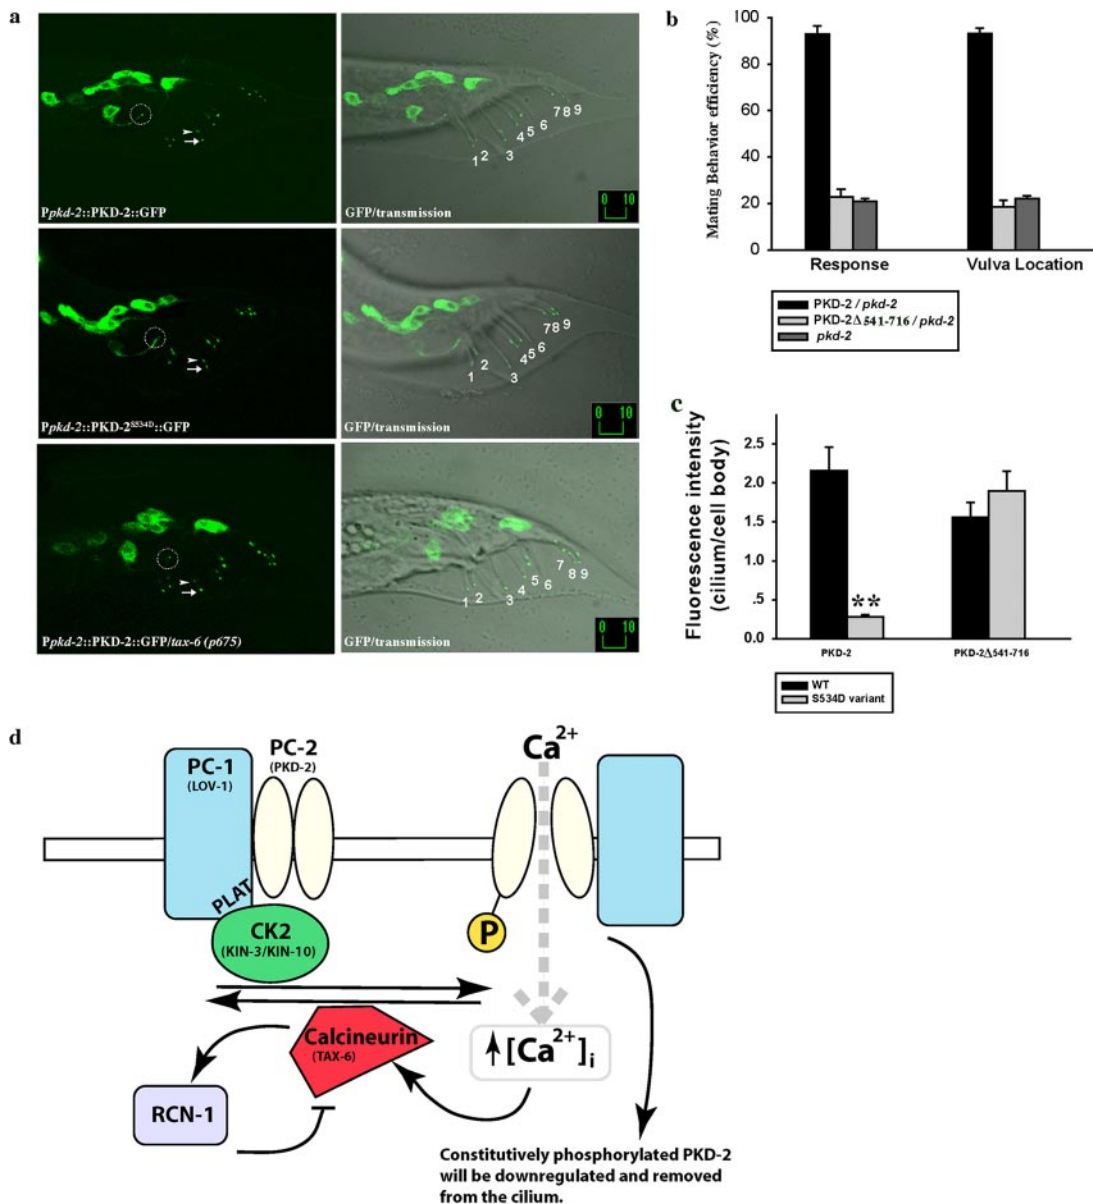 a
0 10
1 2 3 4 5 6 7 8 9
Ppkd-2::PKD-2::GFP
GFP/transmission
0 10
1 2 3 4 5 6 7 8 9
Ppkd-2::PKD-2S534D::GFP
GFP/transmission
0 10
1 2 3 4 5 6 7 8 9
Ppkd-2::PKD-2::GFP/tax-6 (p675)
GFP/transmission
0 10
b
Mating Behavior efficiency (%)
100
80
60
40
20
0
Response Vulva Location
PKD-2 / pkd-2
PKD-2Δ541-716 / pkd-2
pkd-2
c
Fluorescence intensity
(cilium/cell body)
2.5
2.0
1.5
1.0
.5
0.0
**
PKD-2 PKD-2Δ541-716
WT
S534D variant
d
PC-1
(LOV-1)
PC-2
(PKD-2)
Ca2+
PLAT
CK2
(KIN-3/KIN-10)
P
Calcineurin
(TAX-6)
[Ca2+]i
RCN-1
Constitutively phosphorylated PKD-2
will be downregulated and removed
from the cilium.